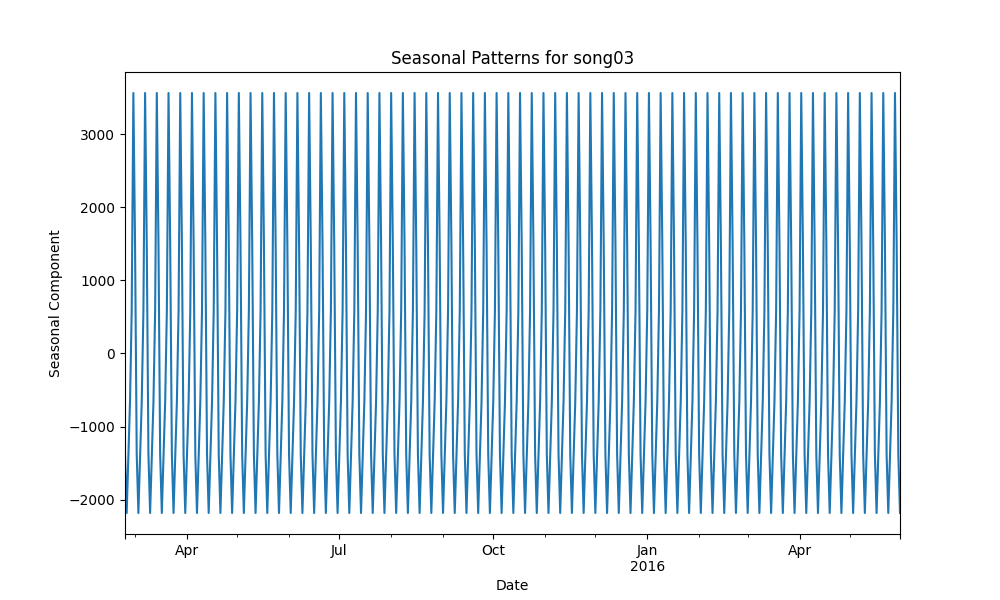 Seasonal Patterns for song03
3000
2000
1000
0
−1000
−2000
Seasonal Component
Apr
Jul
Oct
Jan
2016
Apr
Date